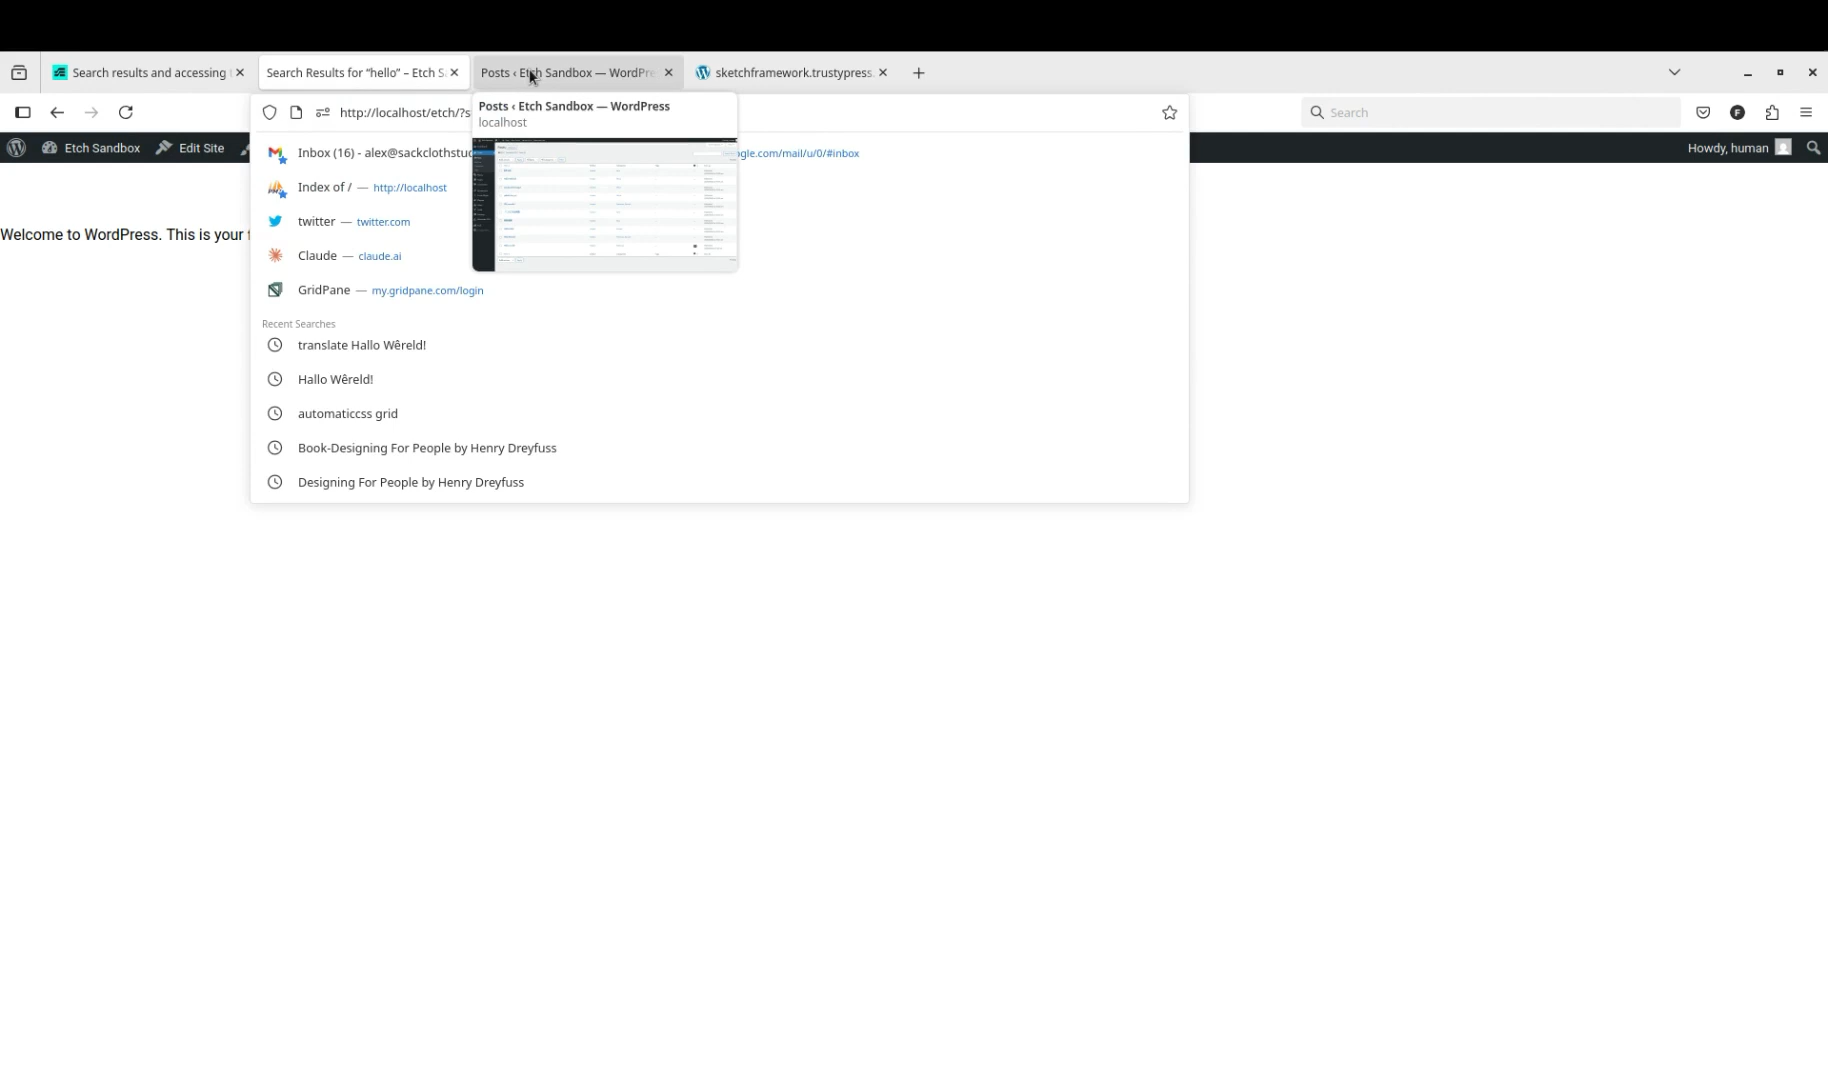 Search results and accessing
Search Results for “hello” – Etch S
Posts ‹ Etch Sandbox — WordPre
sketchframework.trustypress.
http://localhost/etch/?s
Posts ‹ Etch Sandbox — WordPress
localhost
Search
Etch Sandbox
Edit Site
Howdy, human
Inbox (16) - alex@sackclothstu
gle.com/mail/u/0/#inbox
Index of / — http://localhost
twitter — twitter.com
Welcome to WordPress. This is your
Claude — claude.ai
GridPane — my.gridpane.com/login
Recent Searches
translate Hallo Wêreld!
Hallo Wêreld!
automaticcss grid
Book-Designing For People by Henry Dreyfuss
Designing For People by Henry Dreyfuss